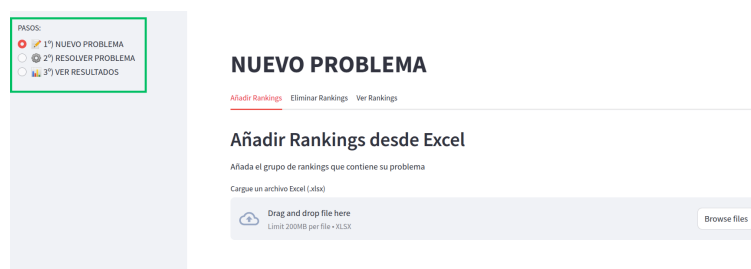 PASOS:
1º) NUEVO PROBLEMA
2º) RESOLVER PROBLEMA
3º) VER RESULTADOS
NUEVO PROBLEMA
Añadir Rankings Eliminar Rankings Ver Rankings
Añadir Rankings desde Excel
Añada el grupo de rankings que contiene su problema
Cargue un archivo Excel (.xlsx)
Drag and drop file here
Limit 200MB per file • XLSX
Browse files